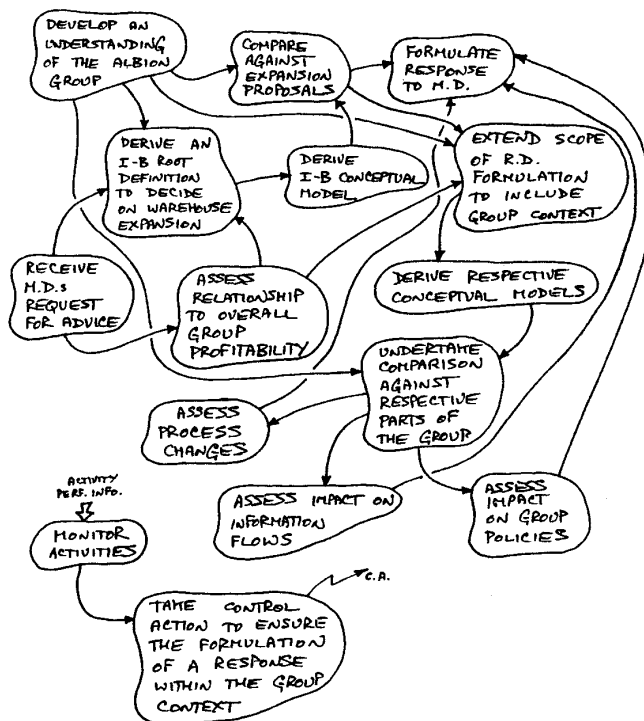 DEVELOP AN
UNDERSTANDING
OF THE ALBION
GROUP
COMPARE
AGAINST
EXPANSION
PROPOSALS
FORMULATE
RESPONSE
TO M.D.
DERIVE AN
I-B ROOT
DEFINITION
TO DECIDE
ON WAREHOUSE
EXPANSION
DERIVE
I-B CONCEPTUAL
MODEL
EXTEND SCOPE
OF R.D.
FORMULATION
TO INCLUDE
GROUP CONTEXT
RECEIVE
M.D.s
REQUEST
FOR ADVICE
ASSESS
RELATIONSHIP
TO OVERALL
GROUP
PROFITABILITY
DERIVE RESPECTIVE
CONCEPTUAL MODELS
UNDERTAKE
COMPARISON
AGAINST
RESPECTIVE
PARTS OF
THE GROUP
ASSESS
PROCESS
CHANGES
ASSESS IMPACT ON
INFORMATION
FLOWS
ASSESS
IMPACT
ON GROUP
POLICIES
ACTIVITY
PERF. INFO.
MONITOR
ACTIVITIES
C.A.
TAKE CONTROL
ACTION TO ENSURE
THE FORMULATION
OF A RESPONSE
WITHIN THE GROUP
CONTEXT